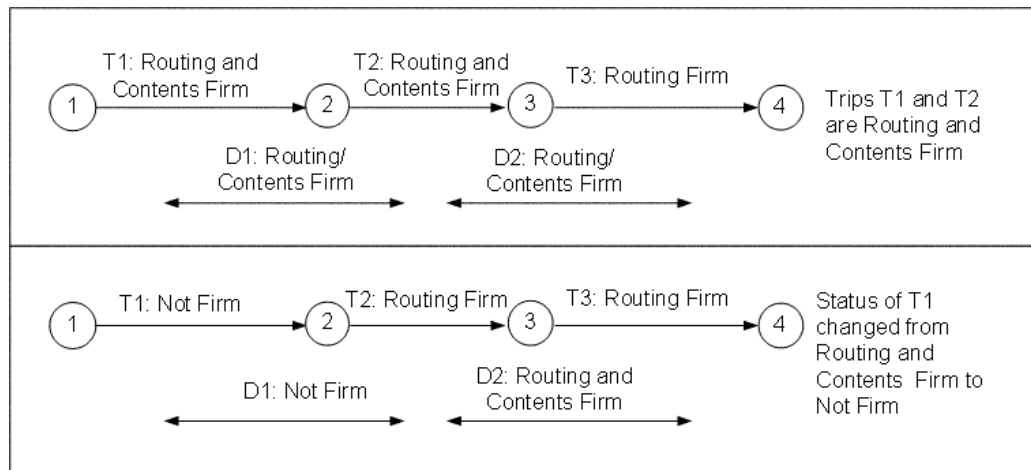 T1: Routing and
Contents Firm
T2: Routing and
Contents Firm
T3: Routing Firm
1
2
3
4
Trips T1 and T2
are Routing and
Contents Firm
D1: Routing/
Contents Firm
D2: Routing/
Contents Firm
T1: Not Firm
T2: Routing Firm
T3: Routing Firm
1
2
3
4
Status of T1
changed from
Routing and
Contents Firm to
Not Firm
D1: Not Firm
D2: Routing and
Contents Firm